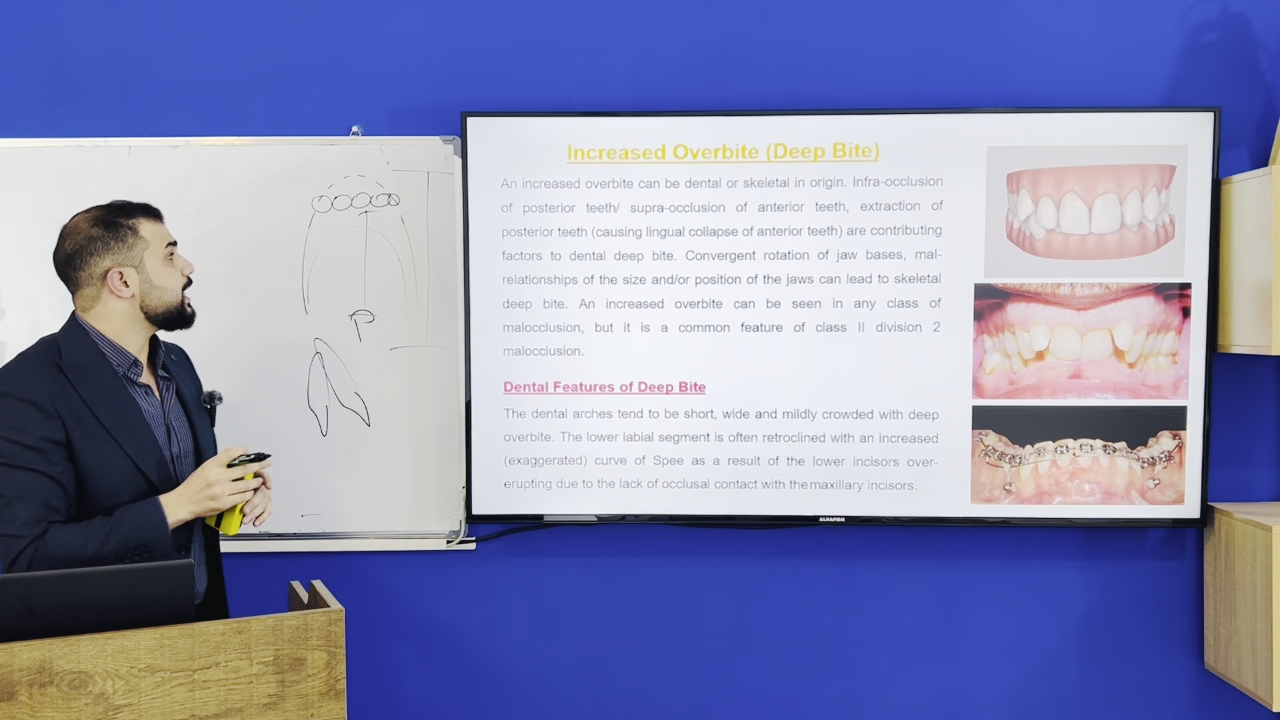 P
Increased Overbite (Deep Bite)
An increased overbite can be dental or skeletal in origin. Infra-occlusion
of posterior teeth/ supra-occlusion of anterior teeth, extraction of
posterior teeth (causing lingual collapse of anterior teeth) are contributing
factors to dental deep bite. Convergent rotation of jaw bases, mal-
relationships of the size and/or position of the jaws can lead to skeletal
deep bite. An increased overbite can be seen in any class of
malocclusion, but it is a common feature of class II division 2
malocclusion.
Dental Features of Deep Bite
The dental arches tend to be short, wide and mildly crowded with deep
overbite. The lower labial segment is often retroclined with an increased
(exaggerated) curve of Spee as a result of the lower incisors over-
erupting due to the lack of occlusal contact with the maxillary incisors.
ALHAFIDH